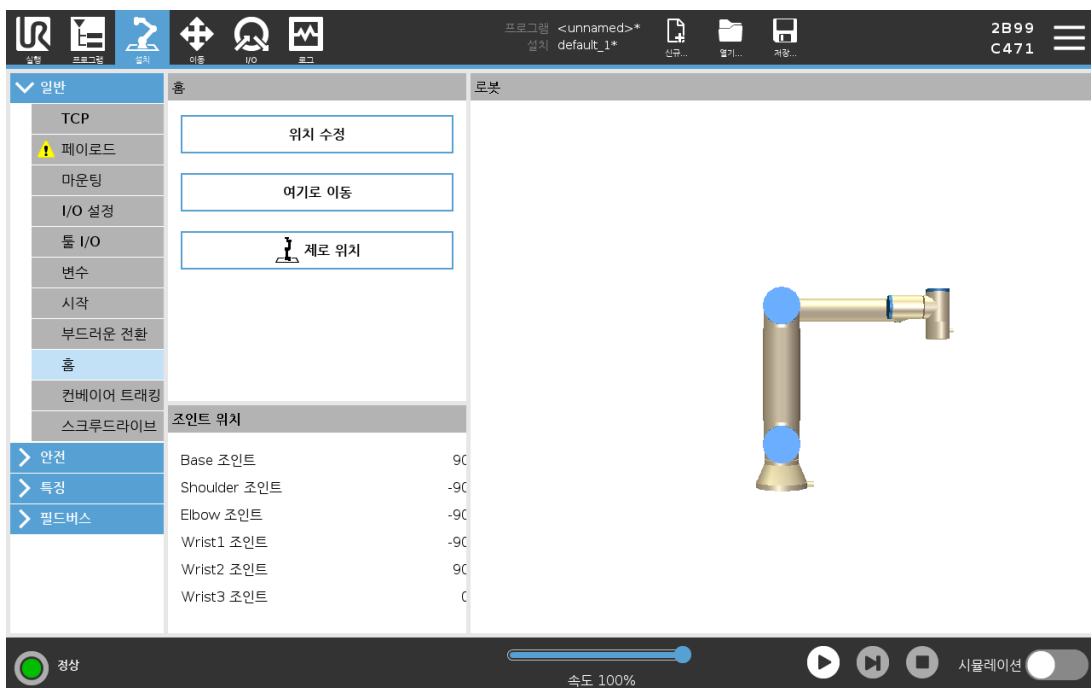 프로그램 <unnamed>*
설치 default_1*
2B99
C471
실행 프로그램 설치 이동 I/O 로그 신규... 열기... 저장...
일반
홈
로봇
TCP
페이로드
마운팅
I/O 설정
툴 I/O
변수
시작
부드러운 전환
홈
컨베이어 트래킹
스크루드라이브
안전
특징
필드버스
위치 수정
여기로 이동
제로 위치
조인트 위치
Base 조인트 90
Shoulder 조인트 -90
Elbow 조인트 -90
Wrist1 조인트 -90
Wrist2 조인트 90
Wrist3 조인트 0
정상
속도 100%
시뮬레이션